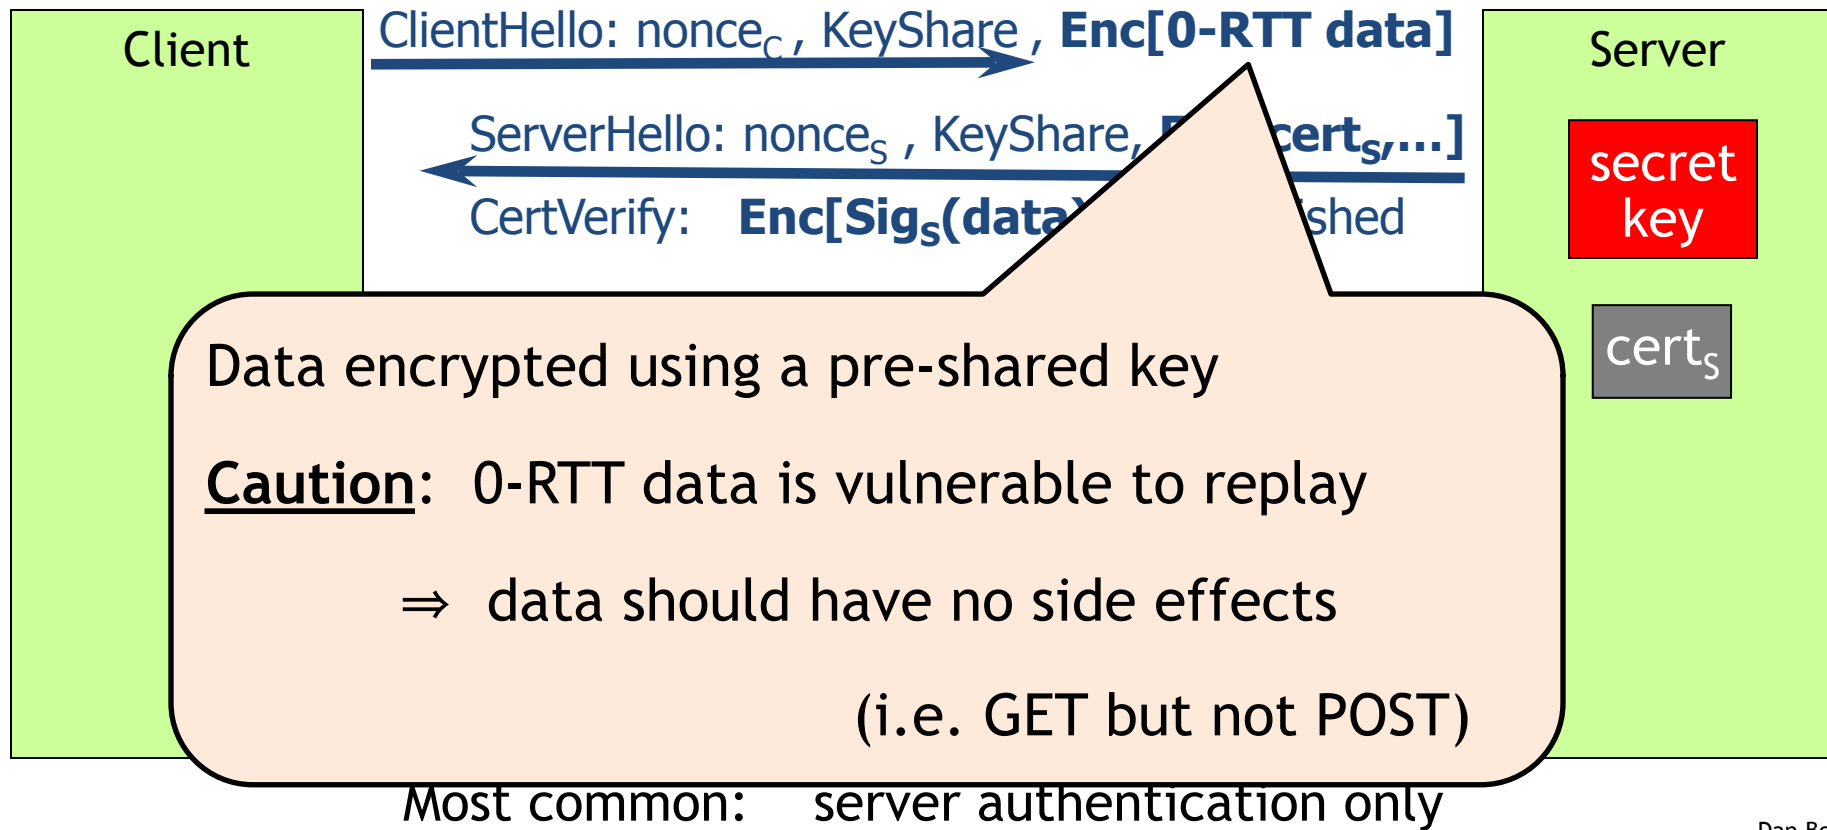 Client
ClientHello: nonceC , KeyShare , Enc[0-RTT data]
Server
ServerHello: nonceS , KeyShare, certS,...]
secret
key
CertVerify: Enc[SigS(data)
certS
Data encrypted using a pre-shared key
Caution: 0-RTT data is vulnerable to replay
⇒ data should have no side effects
(i.e. GET but not POST)
Most common: server authentication only
Dan